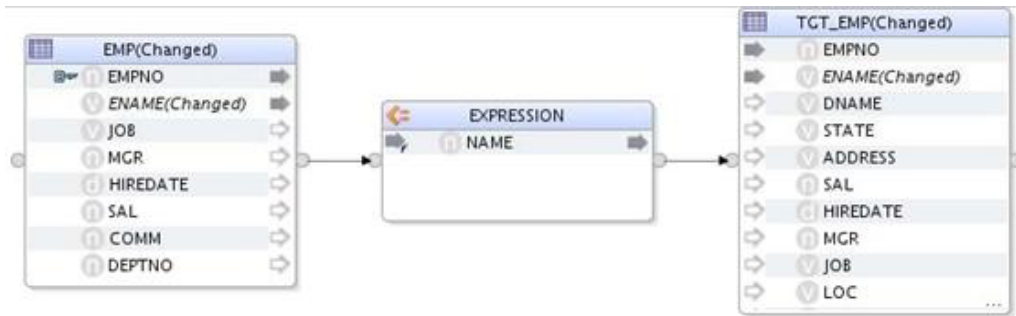 EMP(Changed)
EMPNO
ENAME(Changed)
JOB
MGR
HIREDATE
SAL
COMM
DEPTNO
EXPRESSION
NAME
TGT_EMP(Changed)
EMPNO
ENAME(Changed)
DNAME
STATE
ADDRESS
SAL
HIREDATE
MGR
JOB
LOC
...